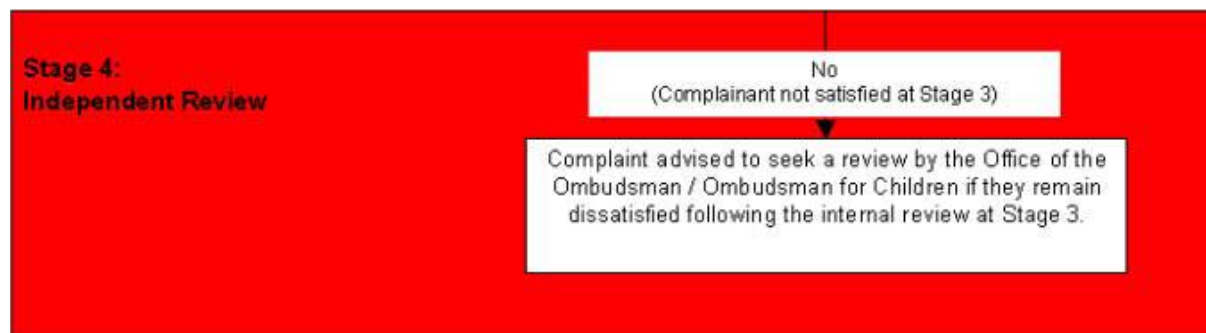 Stage 4:
Independent Review
No
(Complainant not satisfied at Stage 3)
Complaint advised to seek a review by the Office of the
Ombudsman / Ombudsman for Children if they remain
dissatisfied following the internal review at Stage 3.